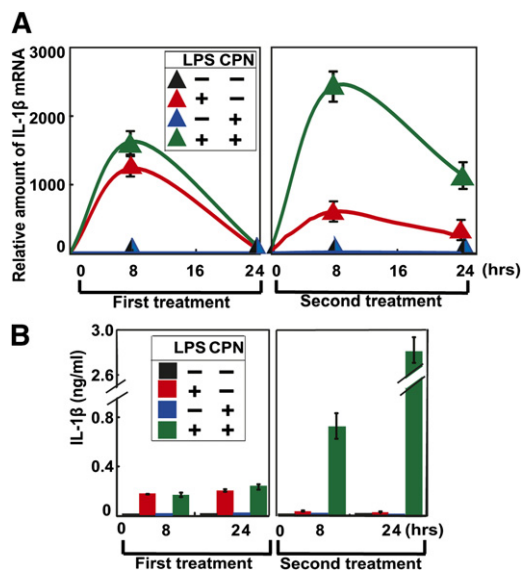 A
Relative amount of IL-1β mRNA
3000
2000
1000
0
LPS CPN
− −
+ −
− +
+ +
0 8 16 24 0 8 16 24 (hrs)
First treatment Second treatment
B
IL-1β (ng/ml)
3.0
2.6
0.8
0.4
0
LPS CPN
− −
+ −
− +
+ +
0 8 24 0 8 24 (hrs)
First treatment Second treatment